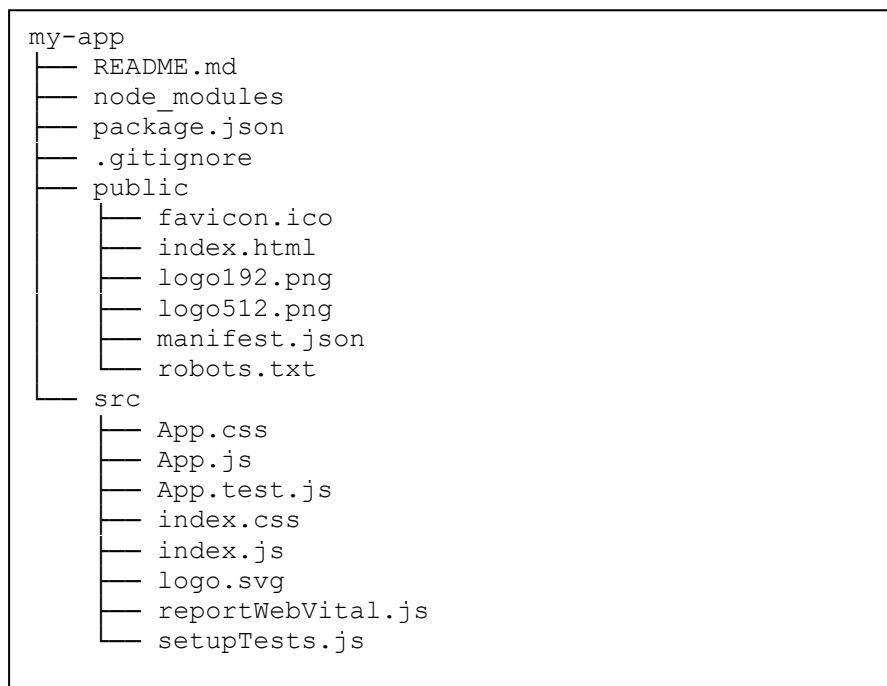 my-app
├── README.md
├── node_modules
├── package.json
├── .gitignore
├── public
│   ├── favicon.ico
│   ├── index.html
│   ├── logo192.png
│   ├── logo512.png
│   ├── manifest.json
│   └── robots.txt
└── src
    ├── App.css
    ├── App.js
    ├── App.test.js
    ├── index.css
    ├── index.js
    ├── logo.svg
    ├── reportWebVital.js
    └── setupTests.js